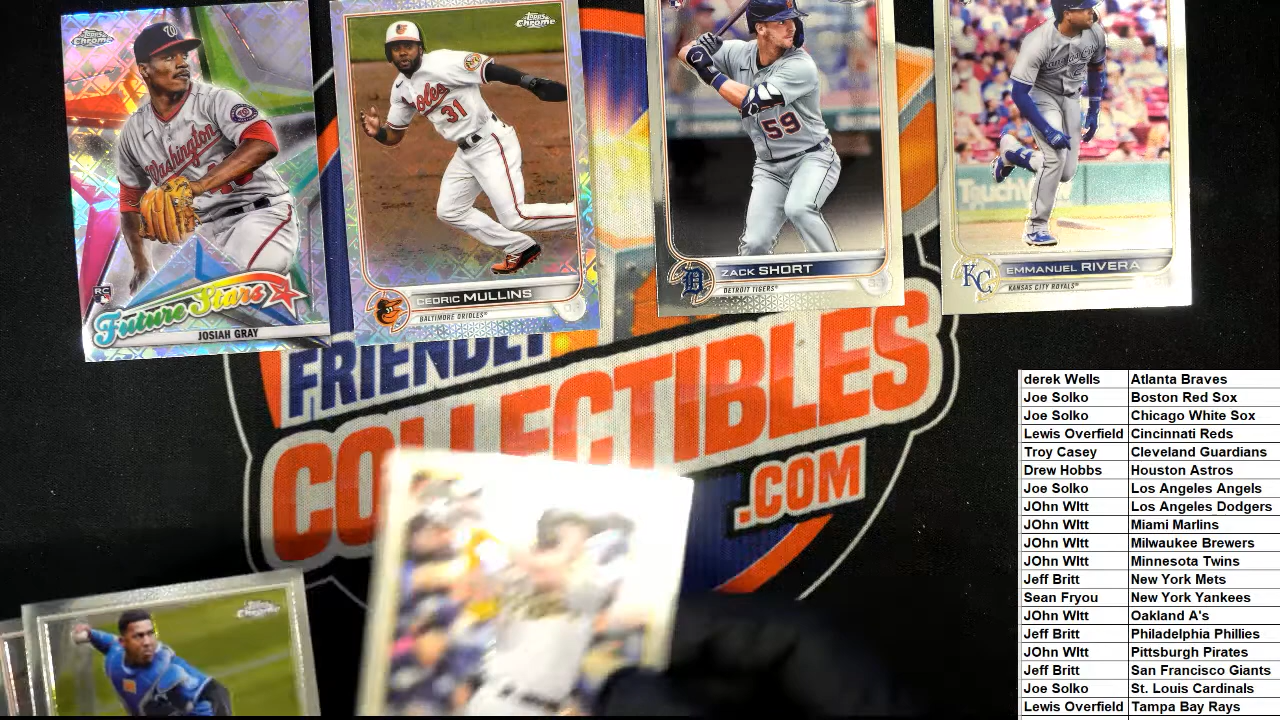 Topps Chrome
W
Washington
RC
Future Stars
JOSIAH GRAY
Topps Chrome
31
CEDRIC MULLINS
BALTIMORE ORIOLES
59
D
ZACK SHORT
DETROIT TIGERS
TouchW
KC
EMMANUEL RIVERA
KANSAS CITY ROYALS
FRIENDLY
COLLECTIBLES
.COM
derek Wells Atlanta Braves
Joe Solko Boston Red Sox
Joe Solko Chicago White Sox
Lewis Overfield Cincinnati Reds
Troy Casey Cleveland Guardians
Drew Hobbs Houston Astros
Joe Solko Los Angeles Angels
JOhn WItt Los Angeles Dodgers
JOhn WItt Miami Marlins
JOhn WItt Milwaukee Brewers
JOhn WItt Minnesota Twins
Jeff Britt New York Mets
Sean Fryou New York Yankees
JOhn WItt Oakland A's
Jeff Britt Philadelphia Phillies
JOhn WItt Pittsburgh Pirates
Jeff Britt San Francisco Giants
Joe Solko St. Louis Cardinals
Lewis Overfield Tampa Bay Rays